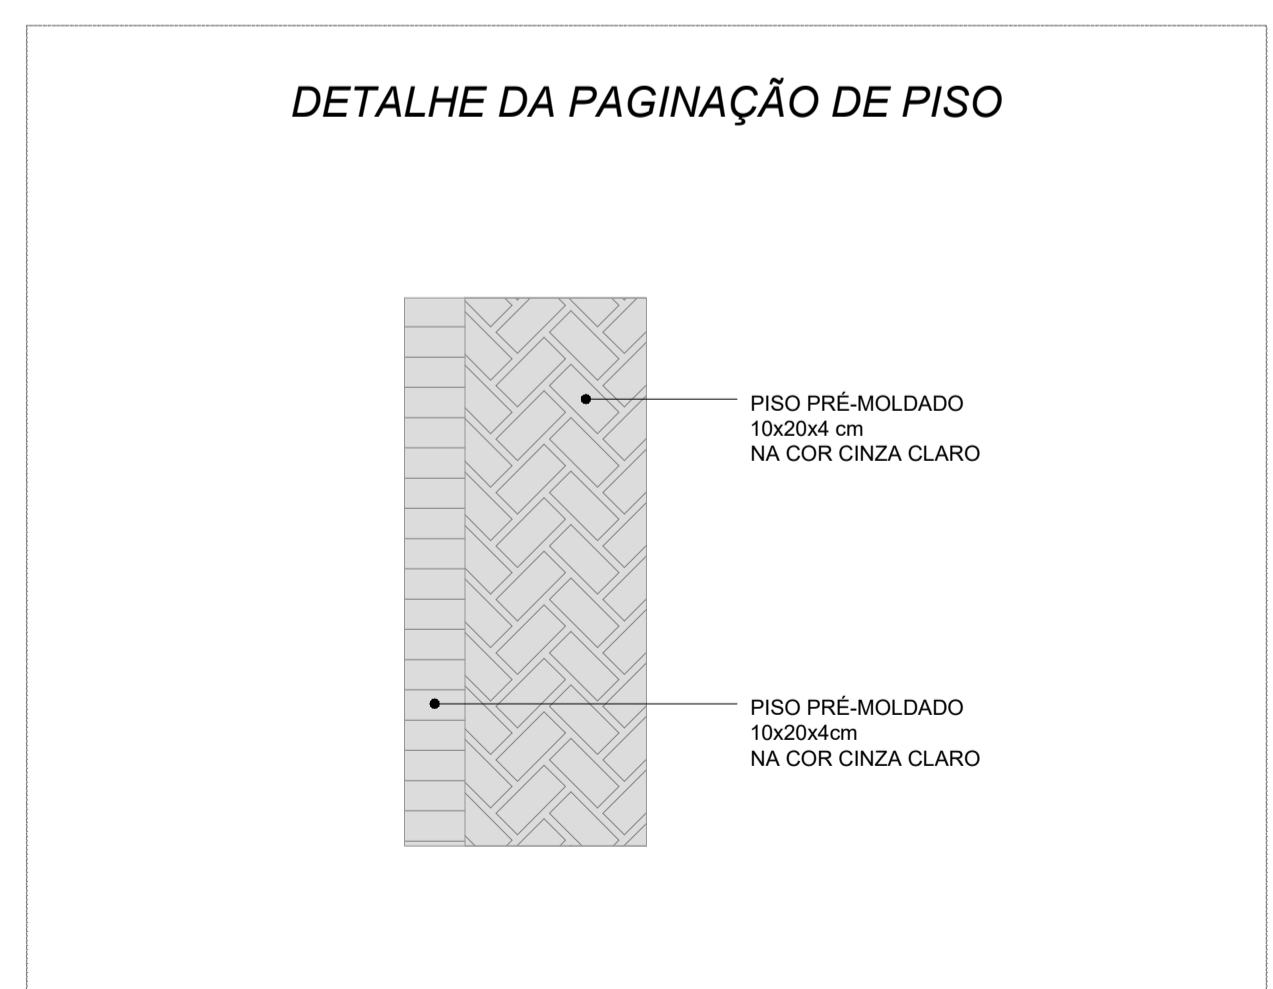 DETALHE DA PAGINAÇÃO DE PISO
PISO PRÉ-MOLDADO
10x20x4 cm
NA COR CINZA CLARO
PISO PRÉ-MOLDADO
10x20x4cm
NA COR CINZA CLARO